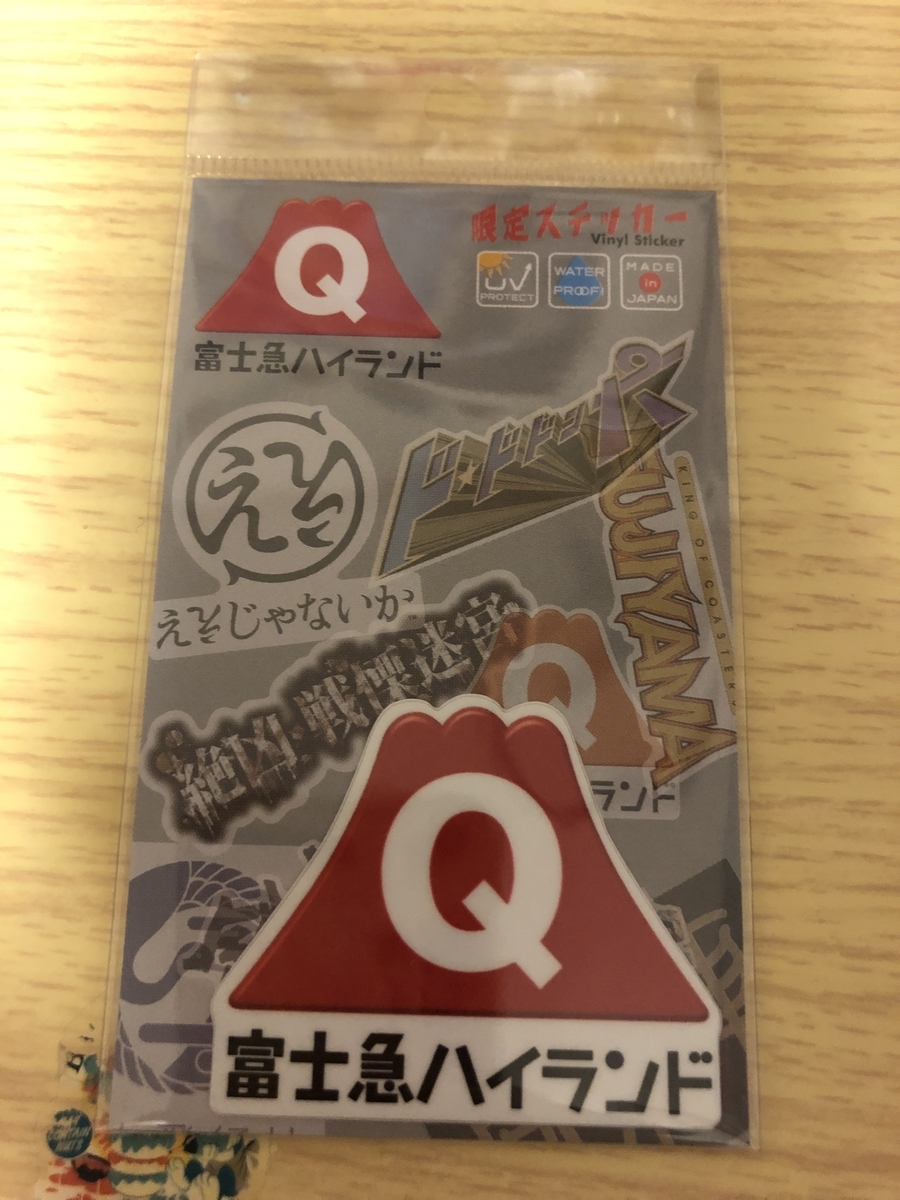 Q
富士急ハイランド
限定ステッカー
Vinyl Sticker
UV
PROTECT
WATER
PROOF!
MADE
in
JAPAN
ド・ドドンパ
KING OF COASTERS
FUJIYAMA
ええじゃないか
絶凶・戦慄迷宮
Q
ランド
Q
富士急ハイランド